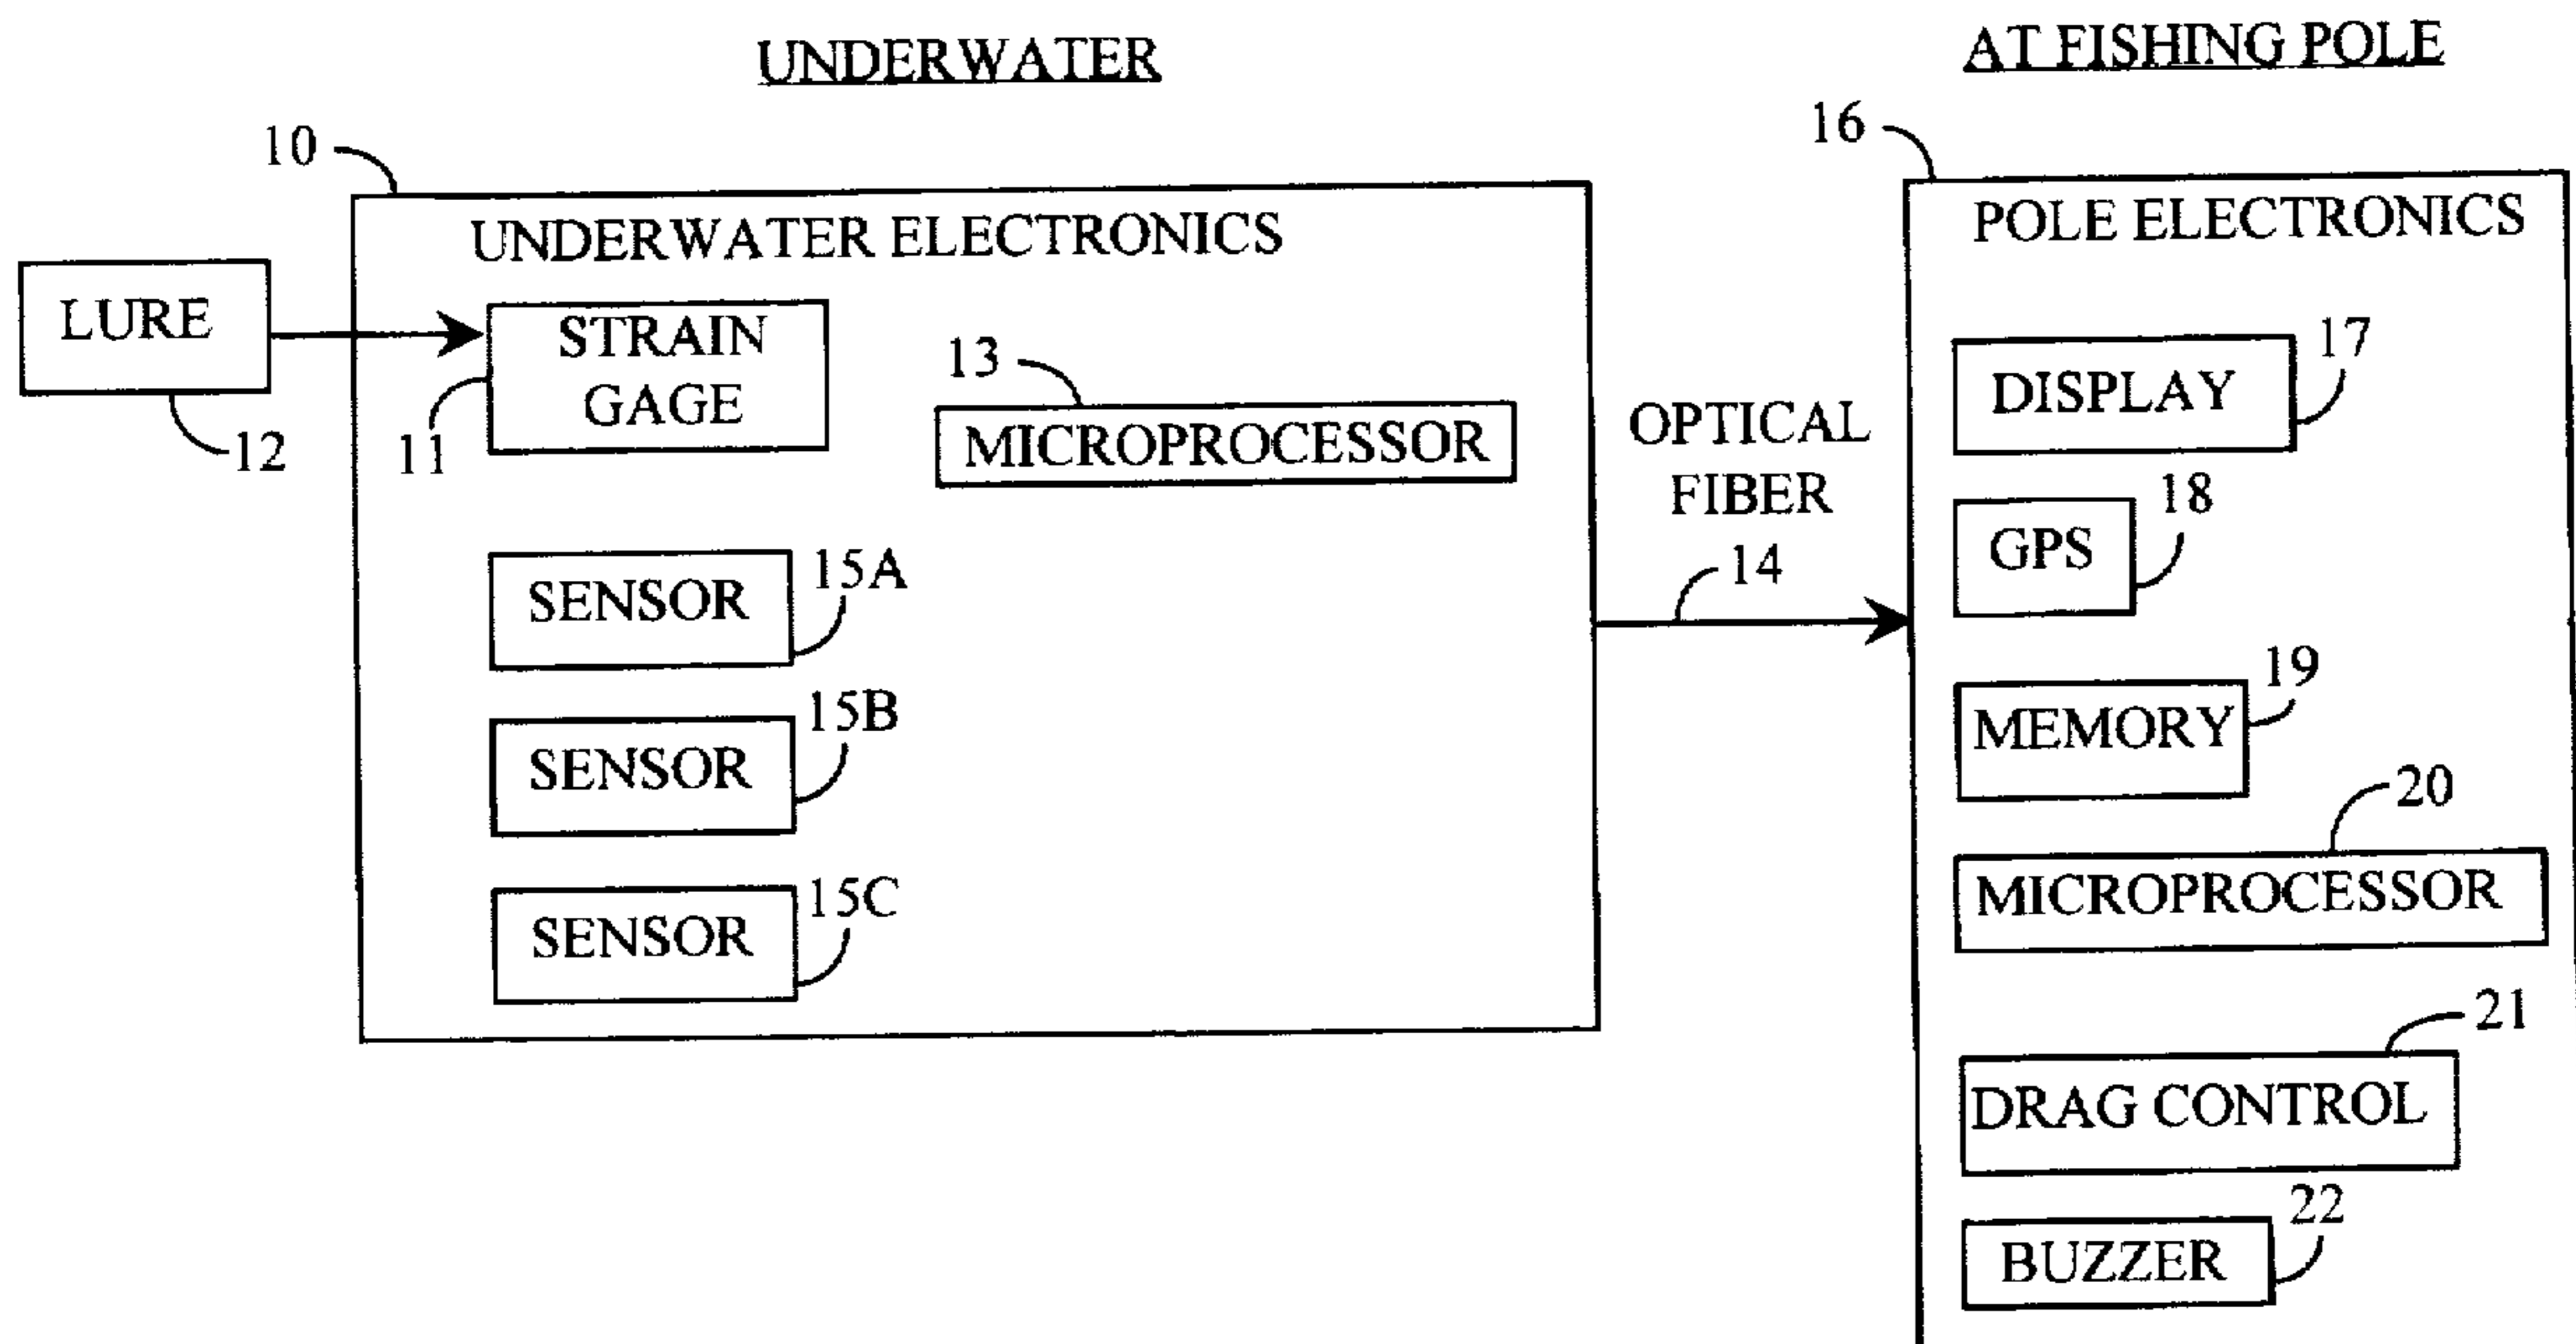 UNDERWATER
AT FISHING POLE
10
16
UNDERWATER ELECTRONICS
POLE ELECTRONICS
LURE
12
STRAIN
GAGE
11
13
MICROPROCESSOR
OPTICAL
FIBER
14
SENSOR
15A
SENSOR
15B
SENSOR
15C
DISPLAY
17
GPS
18
MEMORY
19
20
MICROPROCESSOR
21
DRAG CONTROL
22
BUZZER